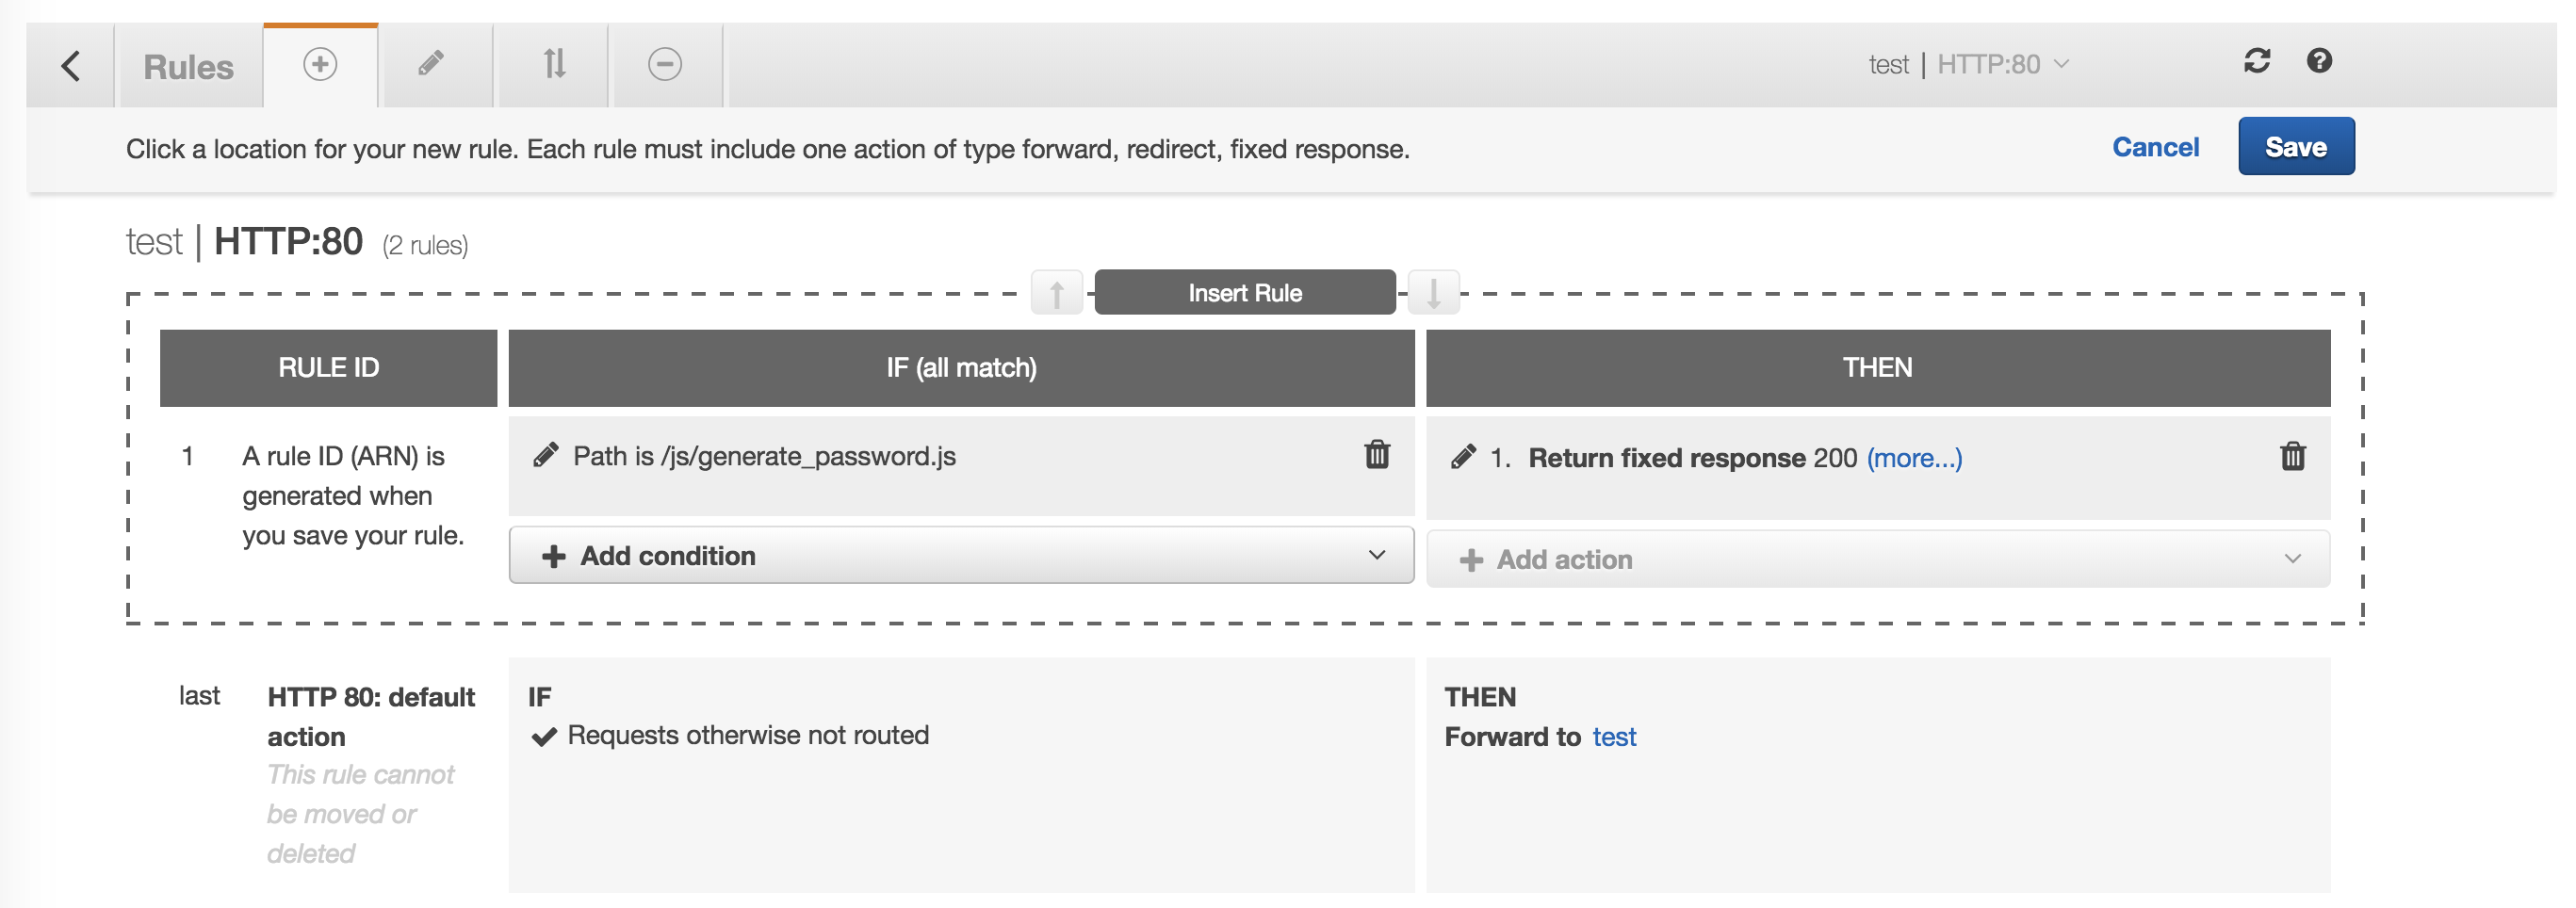 Rules
test | HTTP:80
Click a location for your new rule. Each rule must include one action of type forward, redirect, fixed response.
Cancel
Save
test | HTTP:80 (2 rules)
Insert Rule
RULE ID
IF (all match)
THEN
1
A rule ID (ARN) is
generated when
you save your rule.
Path is /js/generate_password.js
Add condition
1. Return fixed response 200 (more...)
Add action
last
HTTP 80: default
action
This rule cannot
be moved or
deleted
IF
Requests otherwise not routed
THEN
Forward to test